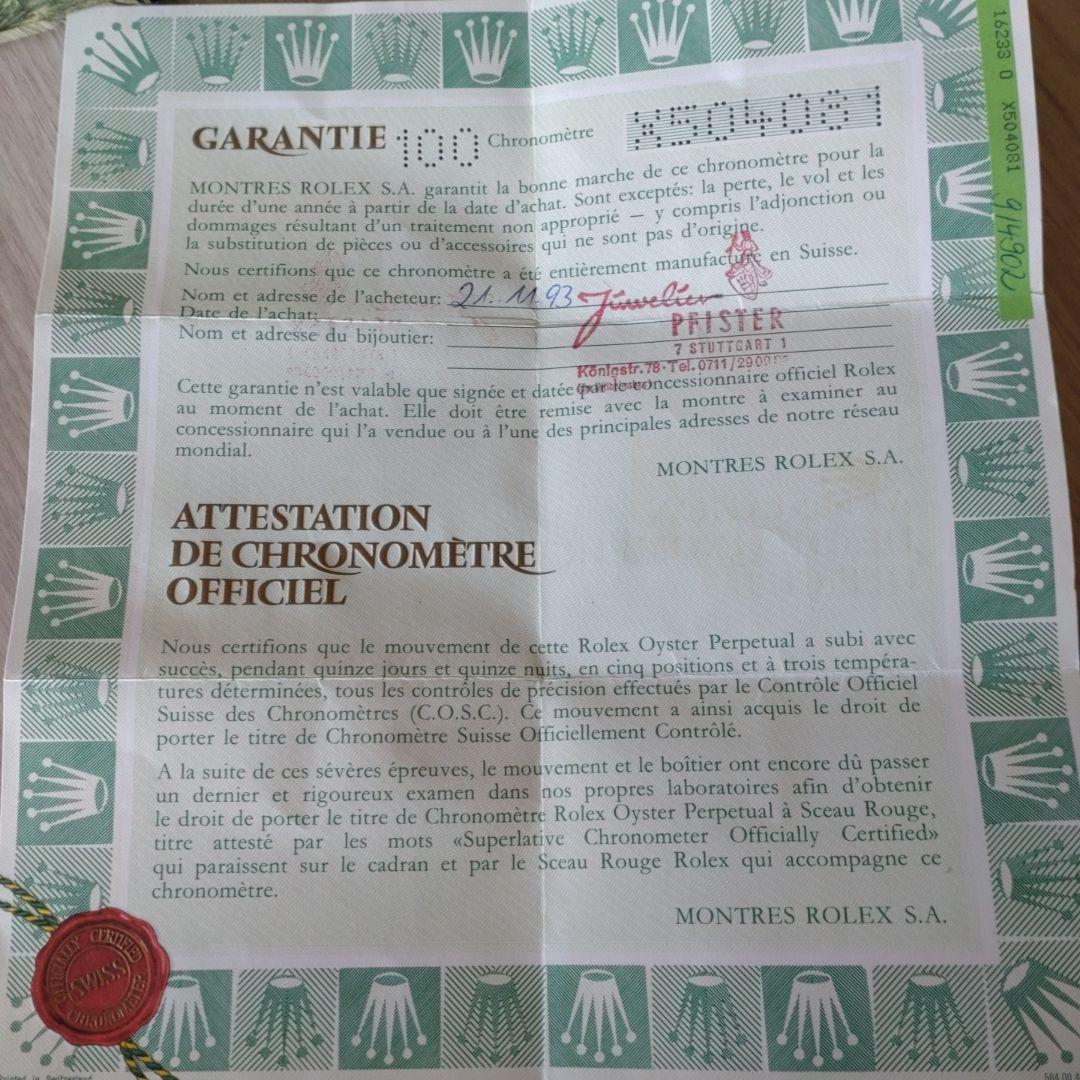 16233 0 X504081 914902
GARANTIE 100 Chronomètre X504081
MONTRES ROLEX S.A. garantit la bonne marche de ce chronomètre pour la
durée d'une année à partir de la date d'achat. Sont exceptés: la perte, le vol et les
dommages résultant d'un traitement non approprié — y compris l'adjonction ou
la substitution de pièces ou d'accessoires qui ne sont pas d'origine.
Nous certifions que ce chronomètre a été entièrement manufacturé en Suisse.
Nom et adresse de l'acheteur: 21.11.93 Juwelier
Date de l'achat: PFISTER
Nom et adresse du bijoutier: 7 STUTTGART 1
Königstr. 78 · Tel. 0711/
Cette garantie n'est valable que signée et datée par le concessionnaire officiel Rolex
au moment de l'achat. Elle doit être remise avec la montre à examiner au
concessionnaire qui l'a vendue ou à l'une des principales adresses de notre réseau
mondial.
MONTRES ROLEX S.A.
ATTESTATION
DE CHRONOMÈTRE
OFFICIEL
Nous certifions que le mouvement de cette Rolex Oyster Perpetual a subi avec
succès, pendant quinze jours et quinze nuits, en cinq positions et à trois tempéra-
tures déterminées, tous les contrôles de précision effectués par le Contrôle Officiel
Suisse des Chronomètres (C.O.S.C.). Ce mouvement a ainsi acquis le droit de
porter le titre de Chronomètre Suisse Officiellement Contrôlé.
A la suite de ces sévères épreuves, le mouvement et le boîtier ont encore dû passer
un dernier et rigoureux examen dans nos propres laboratoires afin d'obtenir
le droit de porter le titre de Chronomètre Rolex Oyster Perpetual à Sceau Rouge,
titre attesté par les mots «Superlative Chronometer Officially Certified»
qui paraissent sur le cadran et par le Sceau Rouge Rolex qui accompagne ce
chronomètre.
MONTRES ROLEX S.A.
OFFICIALLY CERTIFIED
SWISS
CHRONOMETER
Printed in Switzerland